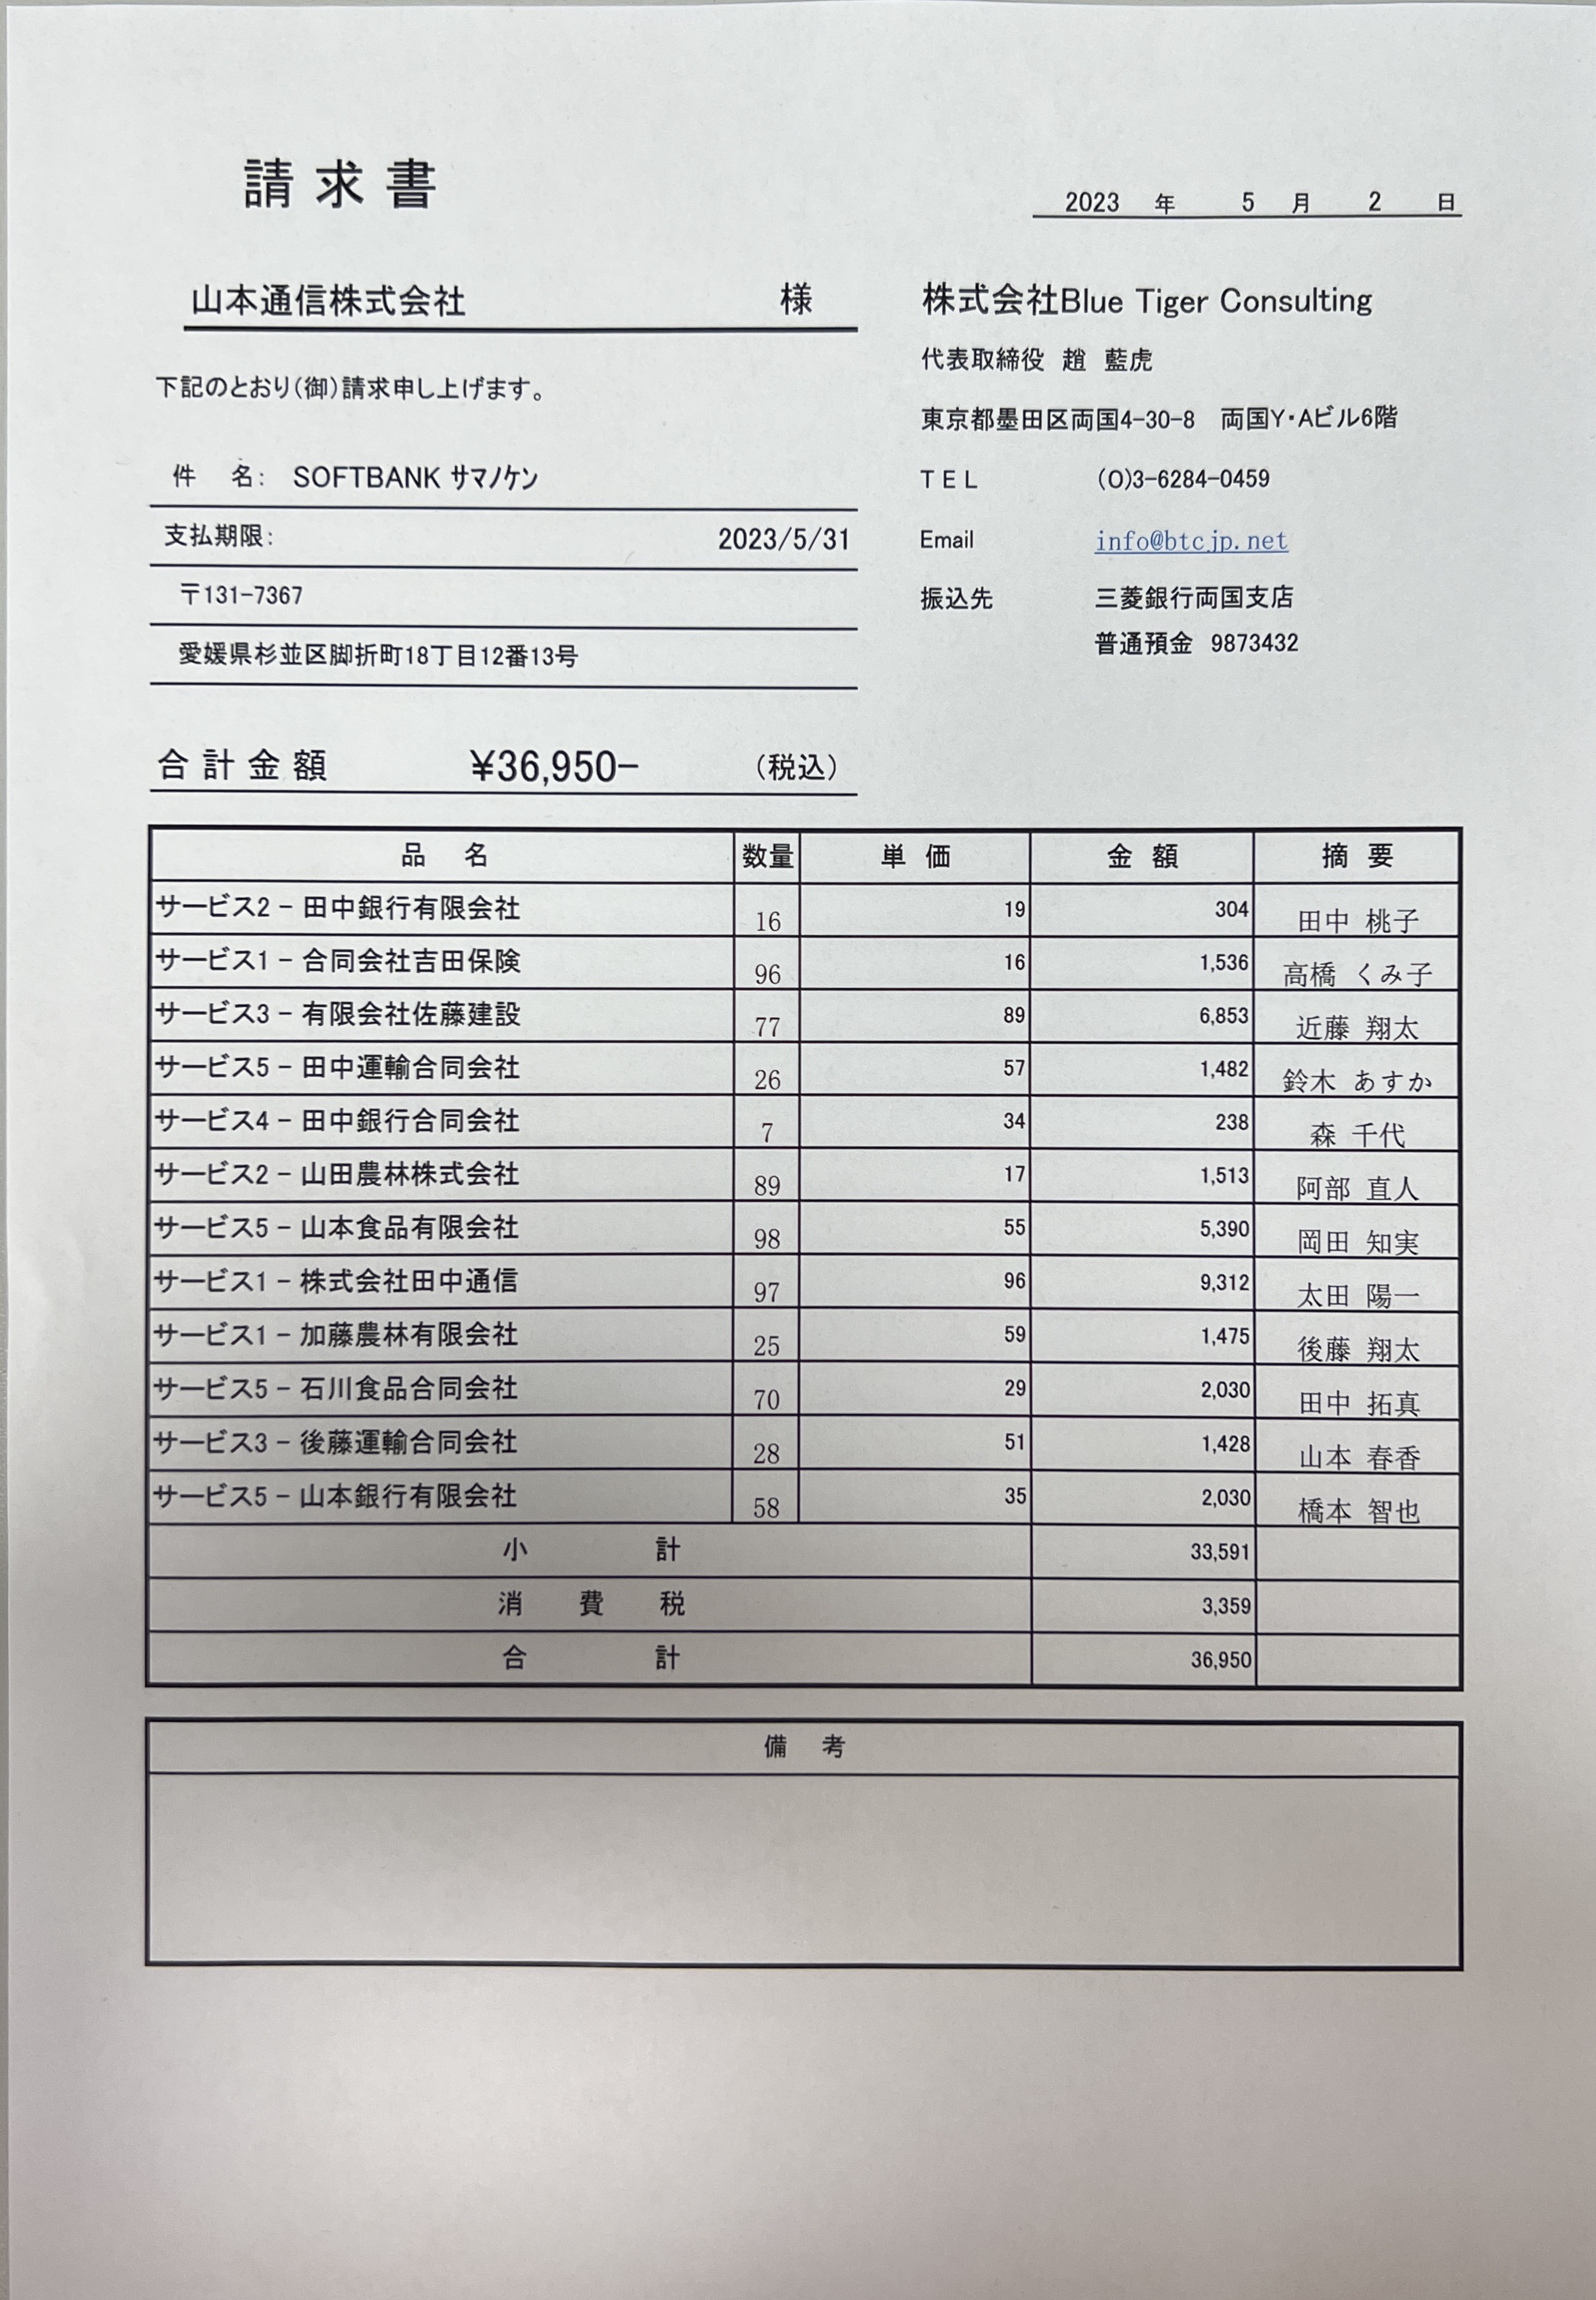 請求書
2023 年 5 月 2 日
山本通信株式会社 様
下記のとおり(御)請求申し上げます。
件 名: SOFTBANK サマノケン
支払期限: 2023/5/31
〒131-7367
愛媛県杉並区脚折町18丁目12番13号
株式会社Blue Tiger Consulting
代表取締役 趙 藍虎
東京都墨田区両国4-30-8 両国Y・Aビル6階
TEL (0)3-6284-0459
Email info@btcjp.net
振込先 三菱銀行両国支店
普通預金 9873432
合計金額 ¥36,950- (税込)
品名 数量 単価 金額 摘要
サービス2 - 田中銀行有限会社 16 19 304 田中 桃子
サービス1 - 合同会社吉田保険 96 16 1,536 高橋 くみ子
サービス3 - 有限会社佐藤建設 77 89 6,853 近藤 翔太
サービス5 - 田中運輸合同会社 26 57 1,482 鈴木 あすか
サービス4 - 田中銀行合同会社 7 34 238 森 千代
サービス2 - 山田農林株式会社 89 17 1,513 阿部 直人
サービス5 - 山本食品有限会社 98 55 5,390 岡田 知実
サービス1 - 株式会社田中通信 97 96 9,312 太田 陽一
サービス1 - 加藤農林有限会社 25 59 1,475 後藤 翔太
サービス5 - 石川食品合同会社 70 29 2,030 田中 拓真
サービス3 - 後藤運輸合同会社 28 51 1,428 山本 春香
サービス5 - 山本銀行有限会社 58 35 2,030 橋本 智也
小計 33,591
消費税 3,359
合計 36,950
備考